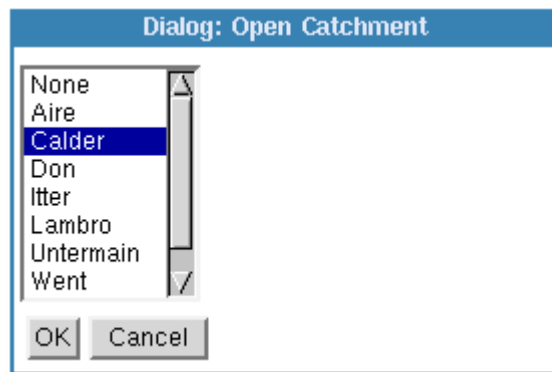 Dialog: Open Catchment
None
Aire
Calder
Don
Itter
Lambro
Untermain
Went
OK Cancel